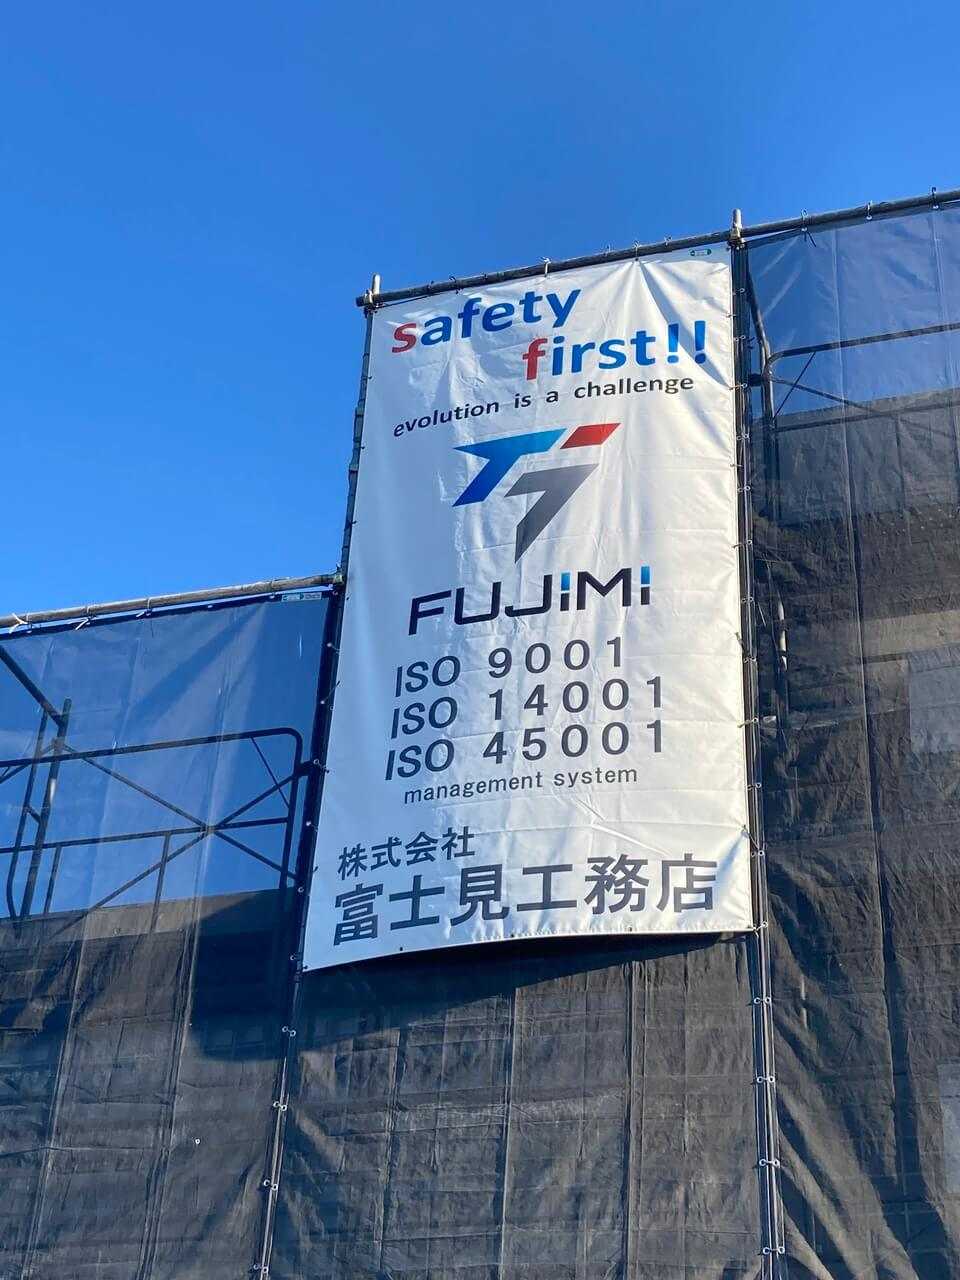 safety
first!!
evolution is a challenge
FUJIMI
ISO 9001
ISO 14001
ISO 45001
management system
株式会社
富士見工務店